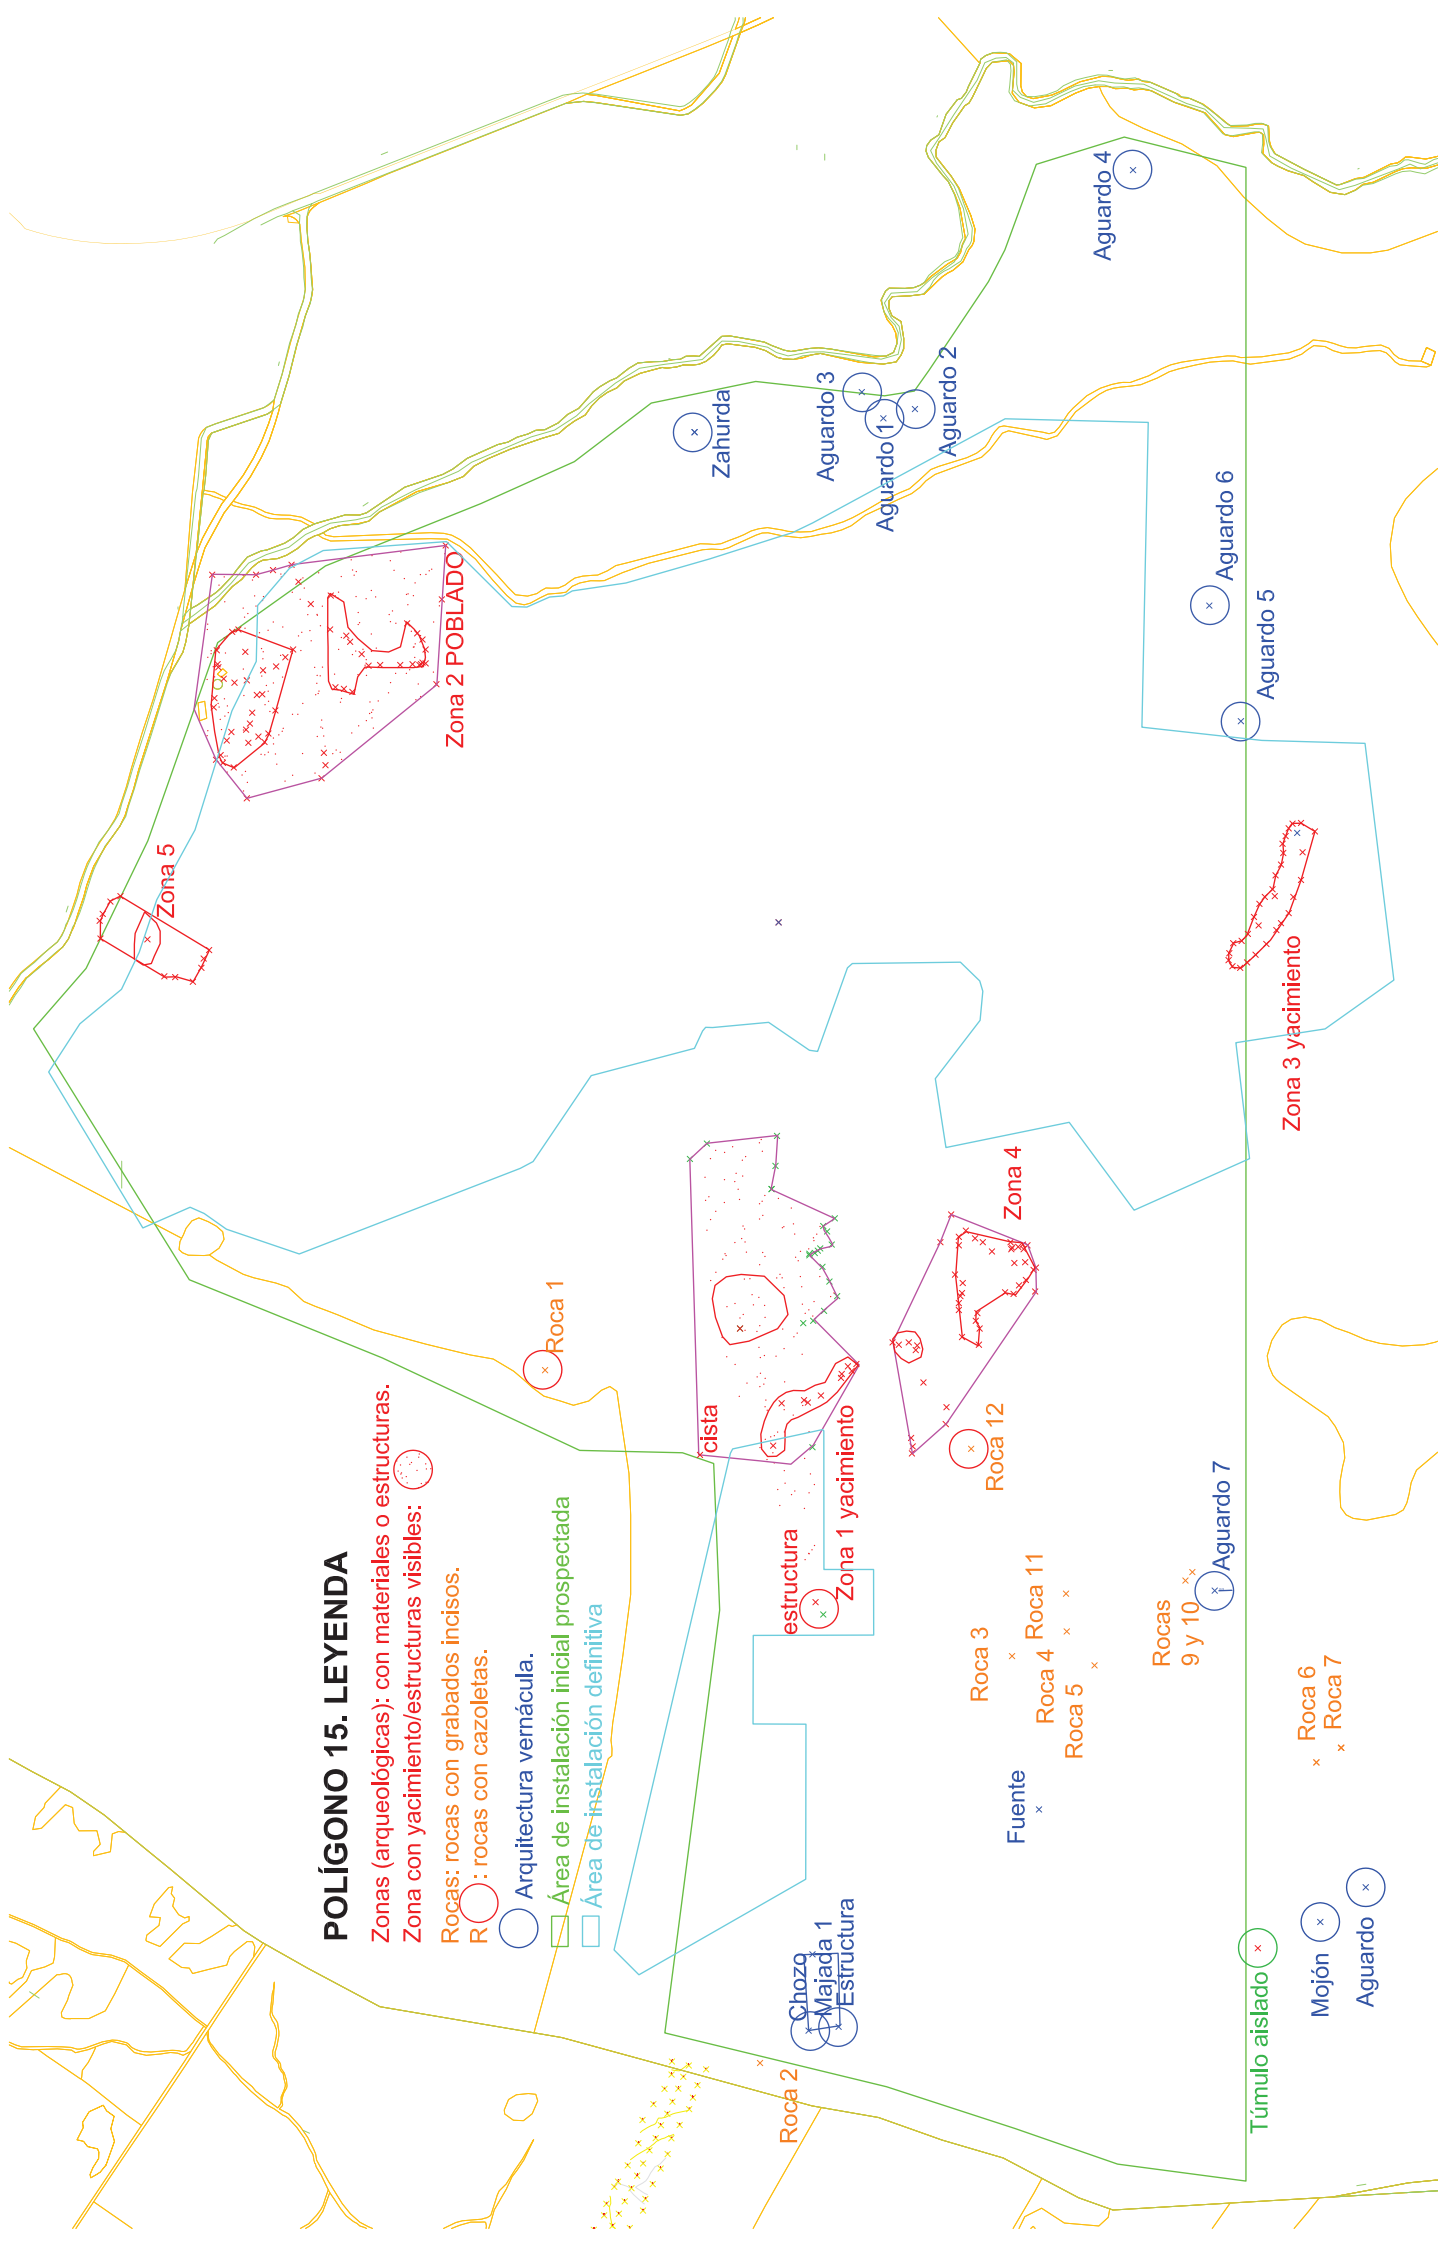 POLÍGONO 15. LEYENDA
Zonas (arqueológicas): con materiales o estructuras.
Zona con yacimiento/estructuras visibles:
Rocas: rocas con grabados incisos.
R : rocas con cazoletas.
Arquitectura vernácula.
Área de instalación inicial prospectada
Área de instalación definitiva
Zona 5
Zona 2 POBLADO
Roca 1
Zahurda
cista
Roca 2
estructura
Zona 1 yacimiento
Chozo
Majada 1
Estructura
Aguardo 3
Aguardo 1
Aguardo 2
Zona 4
Roca 12
Roca 3
Roca 11
Roca 4
Roca 5
Fuente
Aguardo 4
Rocas
9 y 10
Aguardo 7
Aguardo 6
Aguardo 5
Zona 3 yacimiento
Roca 6
Roca 7
Túmulo aislado
Mojón
Aguardo